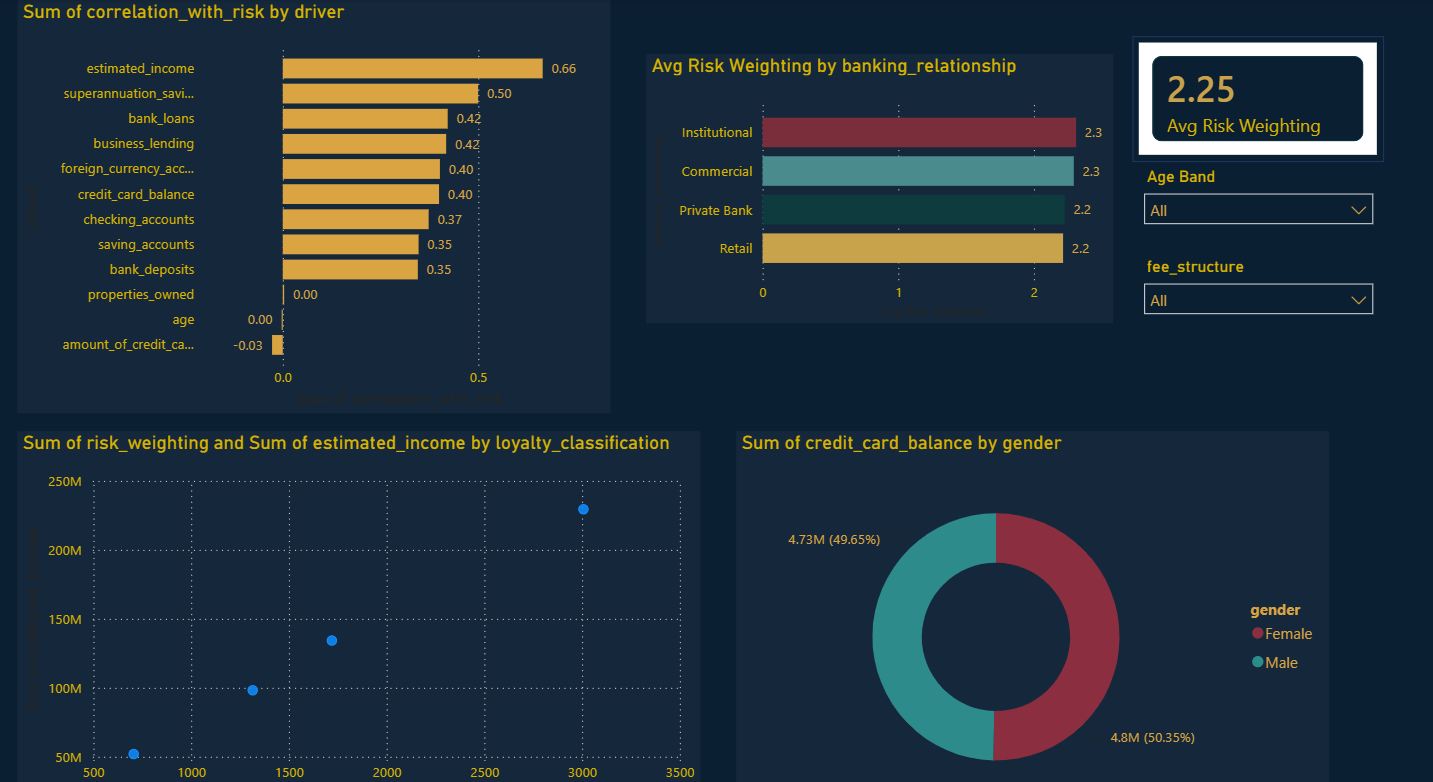 Sum of correlation_with_risk by driver
estimated_income 0.66
superannuation_savi... 0.50
bank_loans 0.42
business_lending 0.42
foreign_currency_acc... 0.40
credit_card_balance 0.40
checking_accounts 0.37
saving_accounts 0.35
bank_deposits 0.35
properties_owned 0.00
age 0.00
amount_of_credit_ca... -0.03
0.0 0.5
Avg Risk Weighting by banking_relationship
Institutional 2.3
Commercial 2.3
Private Bank 2.2
Retail 2.2
0 1 2
2.25
Avg Risk Weighting
Age Band
All
fee_structure
All
Sum of risk_weighting and Sum of estimated_income by loyalty_classification
250M
200M
150M
100M
50M
500 1000 1500 2000 2500 3000 3500
Sum of credit_card_balance by gender
4.73M (49.65%)
4.8M (50.35%)
gender
Female
Male